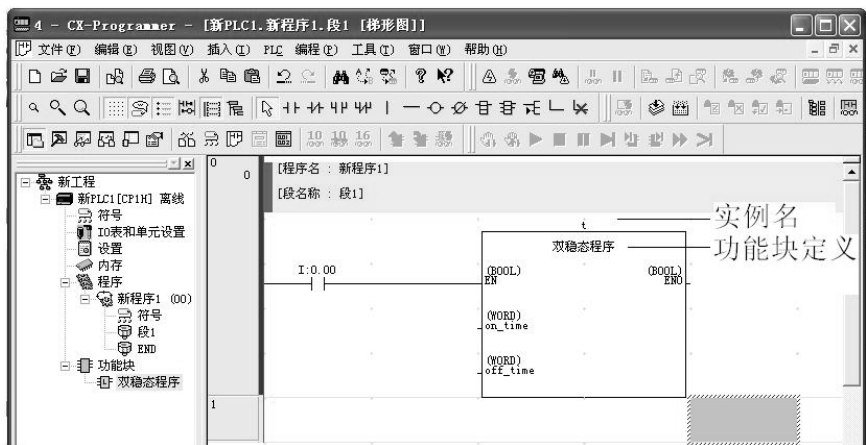 4 - CX-Programmer - [新PLC1.新程序1.段1 [梯形图]]
文件(F) 编辑(E) 视图(V) 插入(I) PLC 编程(P) 工具(T) 窗口(W) 帮助(H)
10 10 16
新工程
新PLC1[CP1H] 离线
符号
IO表和单元设置
设置
内存
程序
新程序1 (00)
符号
段1
END
功能块
双稳态程序
0
0
[程序名 : 新程序1]
[段名称 : 段1]
t
实例名
双稳态程序
功能块定义
I:0.00
(BOOL)
EN
(BOOL)
ENO
(WORD)
on_time
(WORD)
off_time
1